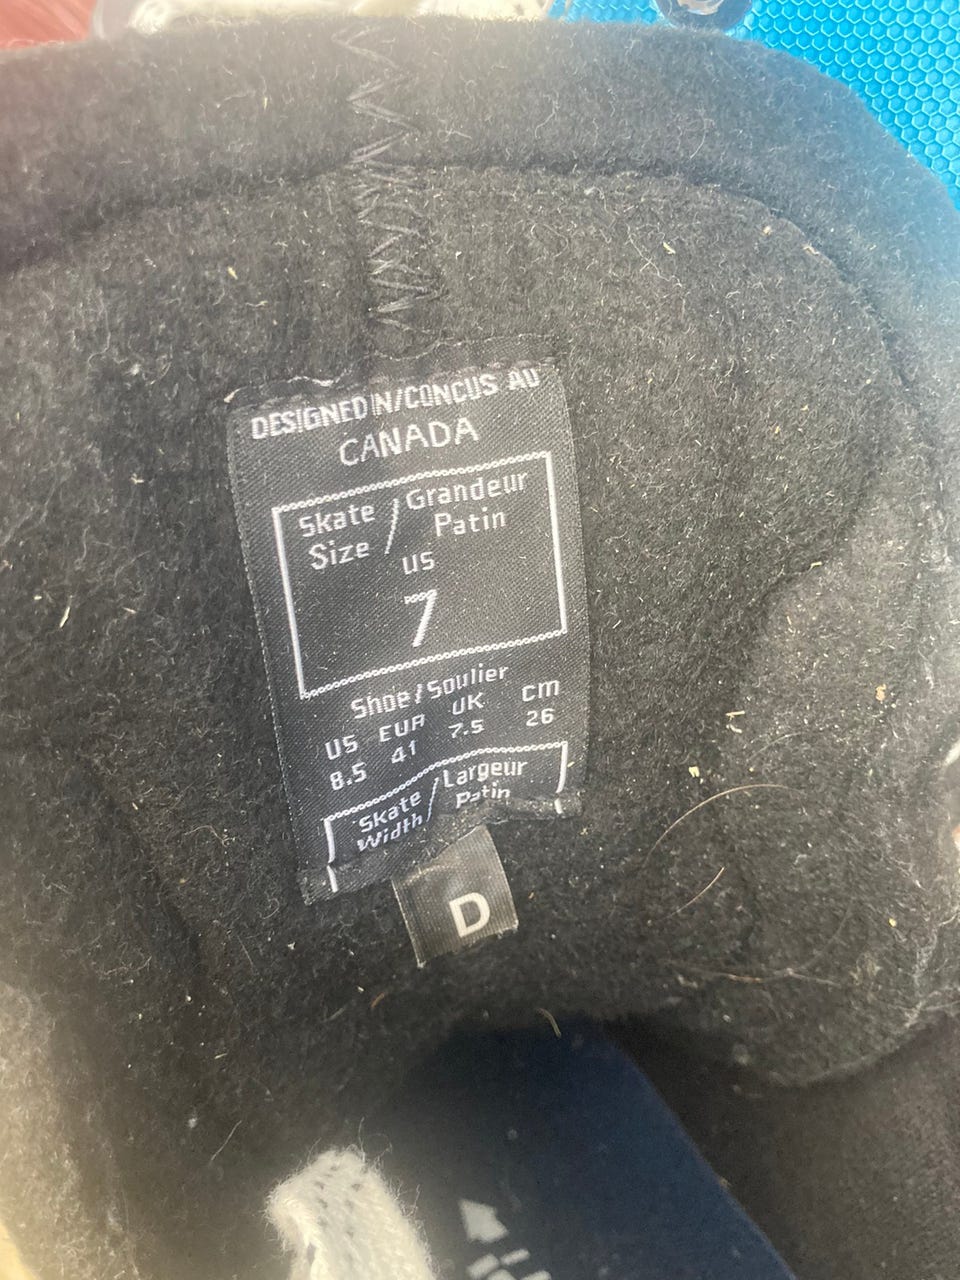 DESIGNED IN/CONCUS AU
CANADA
Skate Size / Grandeur Patin
US
7
Shoe/Soulier
US EUR UK cm
8.5 41 7.5 26
Skate Width / Largeur Patin
D